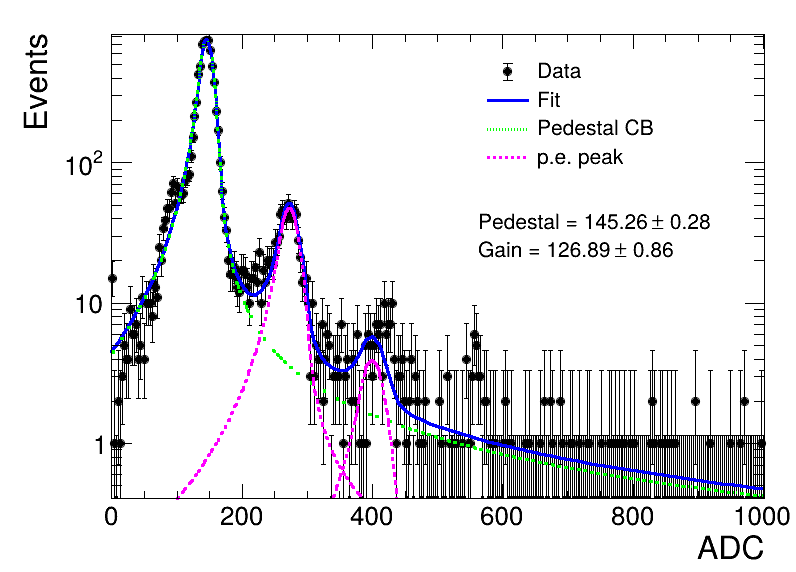 Events
Data
Fit
Pedestal CB
p.e. peak
10²
Pedestal = 145.26 ± 0.28
Gain = 126.89 ± 0.86
10
1
0 200 400 600 800 1000
ADC